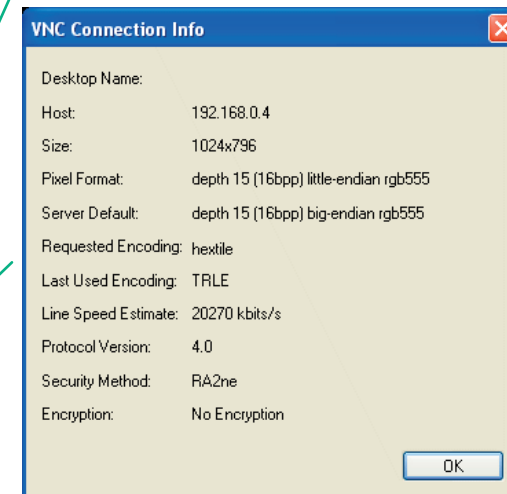 VNC Connection Info
Desktop Name:
Host: 192.168.0.4
Size: 1024x796
Pixel Format: depth 15 (16bpp) little-endian rgb555
Server Default: depth 15 (16bpp) big-endian rgb555
Requested Encoding: hextile
Last Used Encoding: TRLE
Line Speed Estimate: 20270 kbits/s
Protocol Version: 4.0
Security Method: RA2ne
Encryption: No Encryption
OK